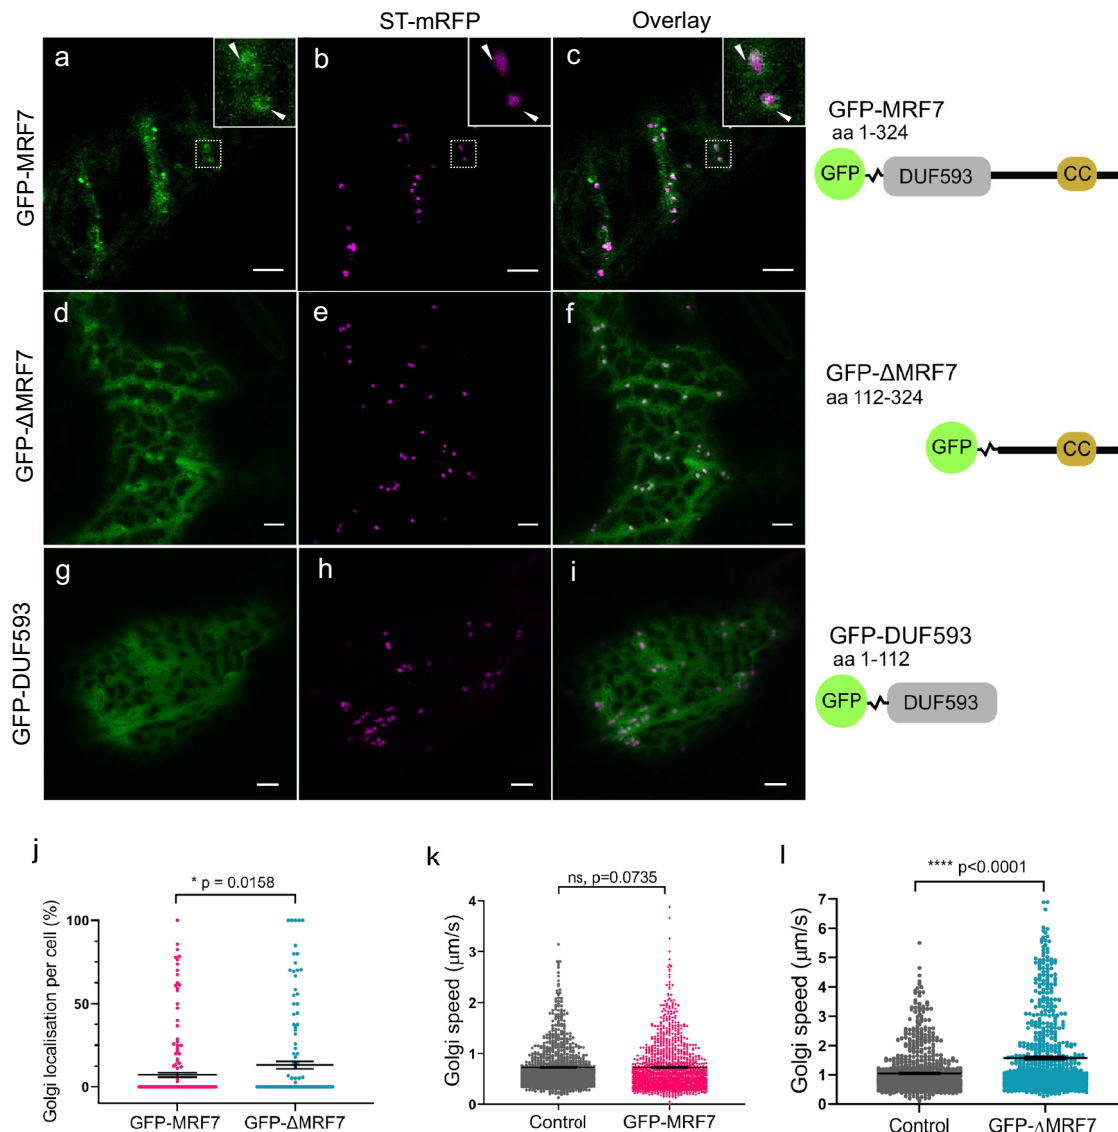 ST-mRFP
Overlay
GFP-MRF7
a
b
c
GFP-MRF7
aa 1-324
GFP
DUF593
CC
GFP-ΔMRF7
d
e
f
GFP-ΔMRF7
aa 112-324
GFP
CC
GFP-DUF593
g
h
i
GFP-DUF593
aa 1-112
GFP
DUF593
j
* p = 0.0158
Golgi localisation per cell (%)
100
50
0
GFP-MRF7
GFP-ΔMRF7
k
ns, p=0.0735
Golgi speed (μm/s)
4
3
2
1
0
Control
GFP-MRF7
l
**** p<0.0001
Golgi speed (μm/s)
7
6
5
4
3
2
1
0
Control
GFP-ΔMRF7